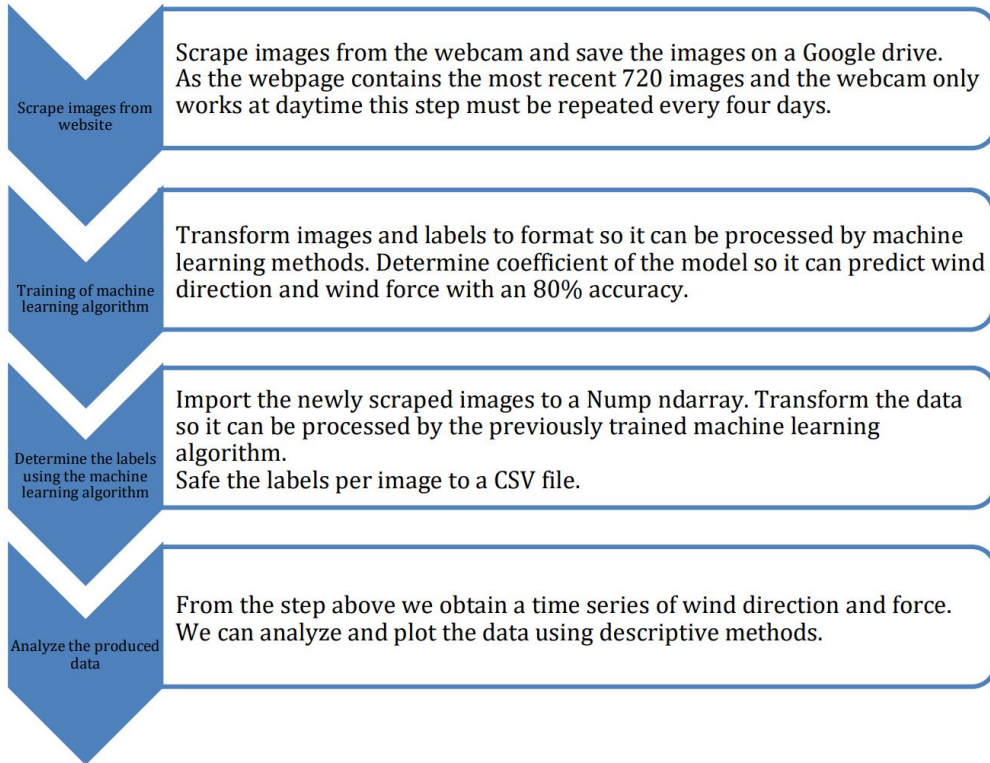 Scrape images from
website
Scrape images from the webcam and save the images on a Google drive.
As the webpage contains the most recent 720 images and the webcam only
works at daytime this step must be repeated every four days.
Training of machine
learning algorithm
Transform images and labels to format so it can be processed by machine
learning methods. Determine coefficient of the model so it can predict wind
direction and wind force with an 80% accuracy.
Determine the labels
using the machine
learning algorithm
Import the newly scraped images to a Nump ndarray. Transform the data
so it can be processed by the previously trained machine learning
algorithm.
Safe the labels per image to a CSV file.
Analyze the produced
data
From the step above we obtain a time series of wind direction and force.
We can analyze and plot the data using descriptive methods.